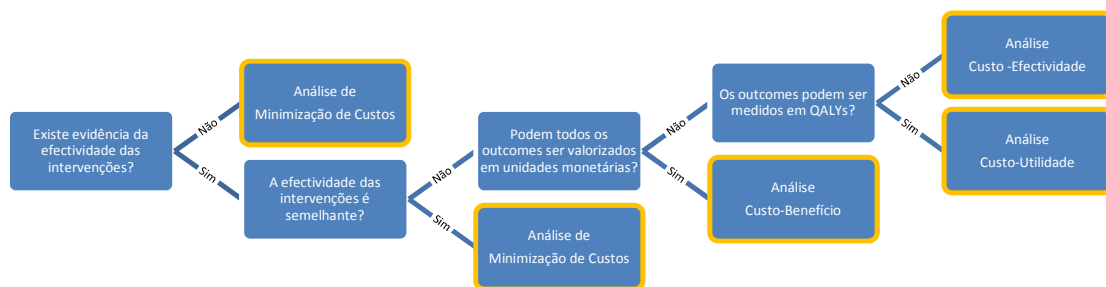 Existe evidência da
efectividade das
intervenções?
Não
Análise de
Minimização de Custos
Sim
A efectividade das
intervenções é
semelhante?
Não
Podem todos os
outcomes ser valorizados
em unidades monetárias?
Não
Os outcomes podem ser
medidos em QALYs?
Não
Análise
Custo -Efectividade
Sim
Análise
Custo-Utilidade
Sim
Análise
Custo-Benefício
Sim
Análise de
Minimização de Custos